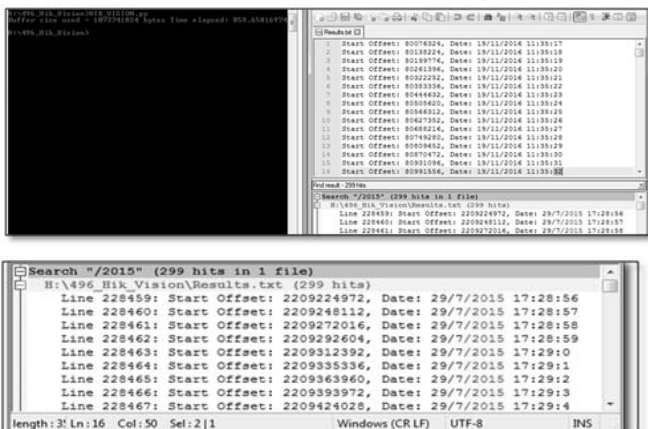 H:\496_Hik_Vision>HIK_VISION.py
Buffer size used = 1073741824 bytes Time elapsed: 859.65816974
H:\496_Hik_Vision>
Results.txt
1 Start Offset: 80076324, Date: 19/11/2016 11:35:17
2 Start Offset: 80138224, Date: 19/11/2016 11:35:18
3 Start Offset: 80199776, Date: 19/11/2016 11:35:19
4 Start Offset: 80261396, Date: 19/11/2016 11:35:20
5 Start Offset: 80322252, Date: 19/11/2016 11:35:21
6 Start Offset: 80383336, Date: 19/11/2016 11:35:22
7 Start Offset: 80444632, Date: 19/11/2016 11:35:23
8 Start Offset: 80505620, Date: 19/11/2016 11:35:24
9 Start Offset: 80566312, Date: 19/11/2016 11:35:25
10 Start Offset: 80627352, Date: 19/11/2016 11:35:26
11 Start Offset: 80688216, Date: 19/11/2016 11:35:27
12 Start Offset: 80749280, Date: 19/11/2016 11:35:28
13 Start Offset: 80809652, Date: 19/11/2016 11:35:29
14 Start Offset: 80870472, Date: 19/11/2016 11:35:30
15 Start Offset: 80931096, Date: 19/11/2016 11:35:31
16 Start Offset: 80991556, Date: 19/11/2016 11:35:32
Find result - 299 hits
Search "/2015" (299 hits in 1 file)
H:\496_Hik_Vision\Results.txt (299 hits)
Line 228459: Start Offset: 2209224972, Date: 29/7/2015 17:28:56
Line 228460: Start Offset: 2209248112, Date: 29/7/2015 17:28:57
Line 228461: Start Offset: 2209272016, Date: 29/7/2015 17:28:58
Search "/2015" (299 hits in 1 file)
H:\496_Hik_Vision\Results.txt (299 hits)
Line 228459: Start Offset: 2209224972, Date: 29/7/2015 17:28:56
Line 228460: Start Offset: 2209248112, Date: 29/7/2015 17:28:57
Line 228461: Start Offset: 2209272016, Date: 29/7/2015 17:28:58
Line 228462: Start Offset: 2209292604, Date: 29/7/2015 17:28:59
Line 228463: Start Offset: 2209312392, Date: 29/7/2015 17:29:0
Line 228464: Start Offset: 2209335336, Date: 29/7/2015 17:29:1
Line 228465: Start Offset: 2209363960, Date: 29/7/2015 17:29:2
Line 228466: Start Offset: 2209393972, Date: 29/7/2015 17:29:3
Line 228467: Start Offset: 2209424028, Date: 29/7/2015 17:29:4
length : 3! Ln : 16 Col : 50 Sel : 2 | 1 Windows (CR LF) UTF-8 INS